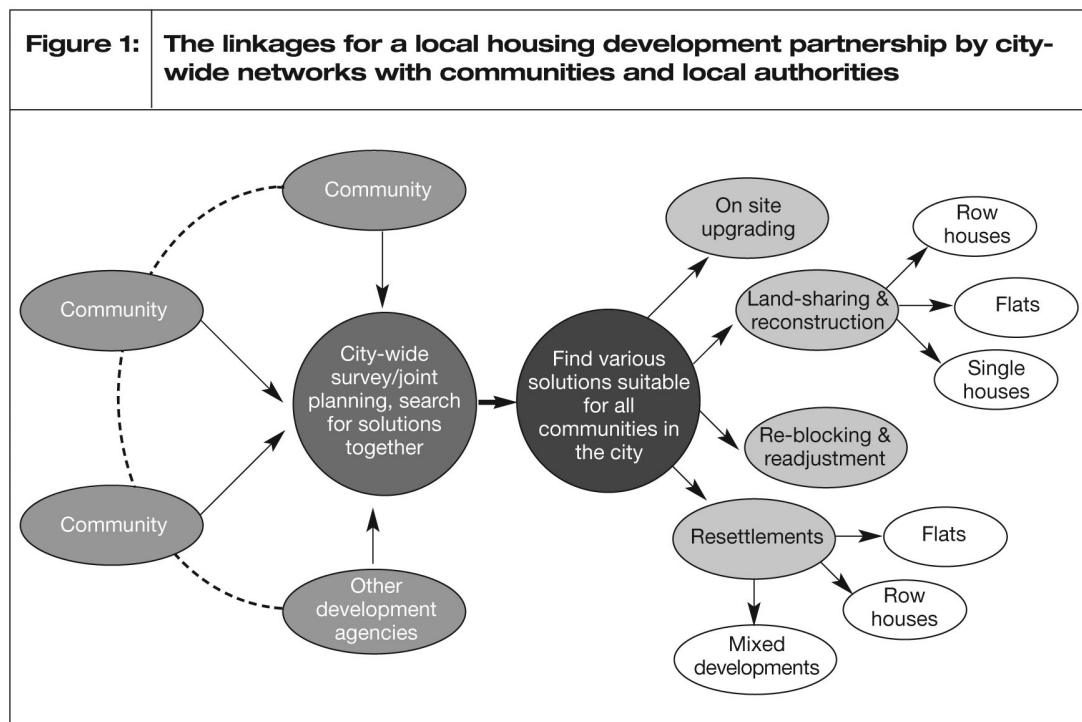 Figure 1:
The linkages for a local housing development partnership by city-
wide networks with communities and local authorities
Community
Community
Community
Other
development
agencies
City-wide
survey/joint
planning, search
for solutions
together
Find various
solutions suitable
for all
communities in
the city
On site
upgrading
Land-sharing &
reconstruction
Row
houses
Flats
Single
houses
Re-blocking &
readjustment
Resettlements
Flats
Row
houses
Mixed
developments